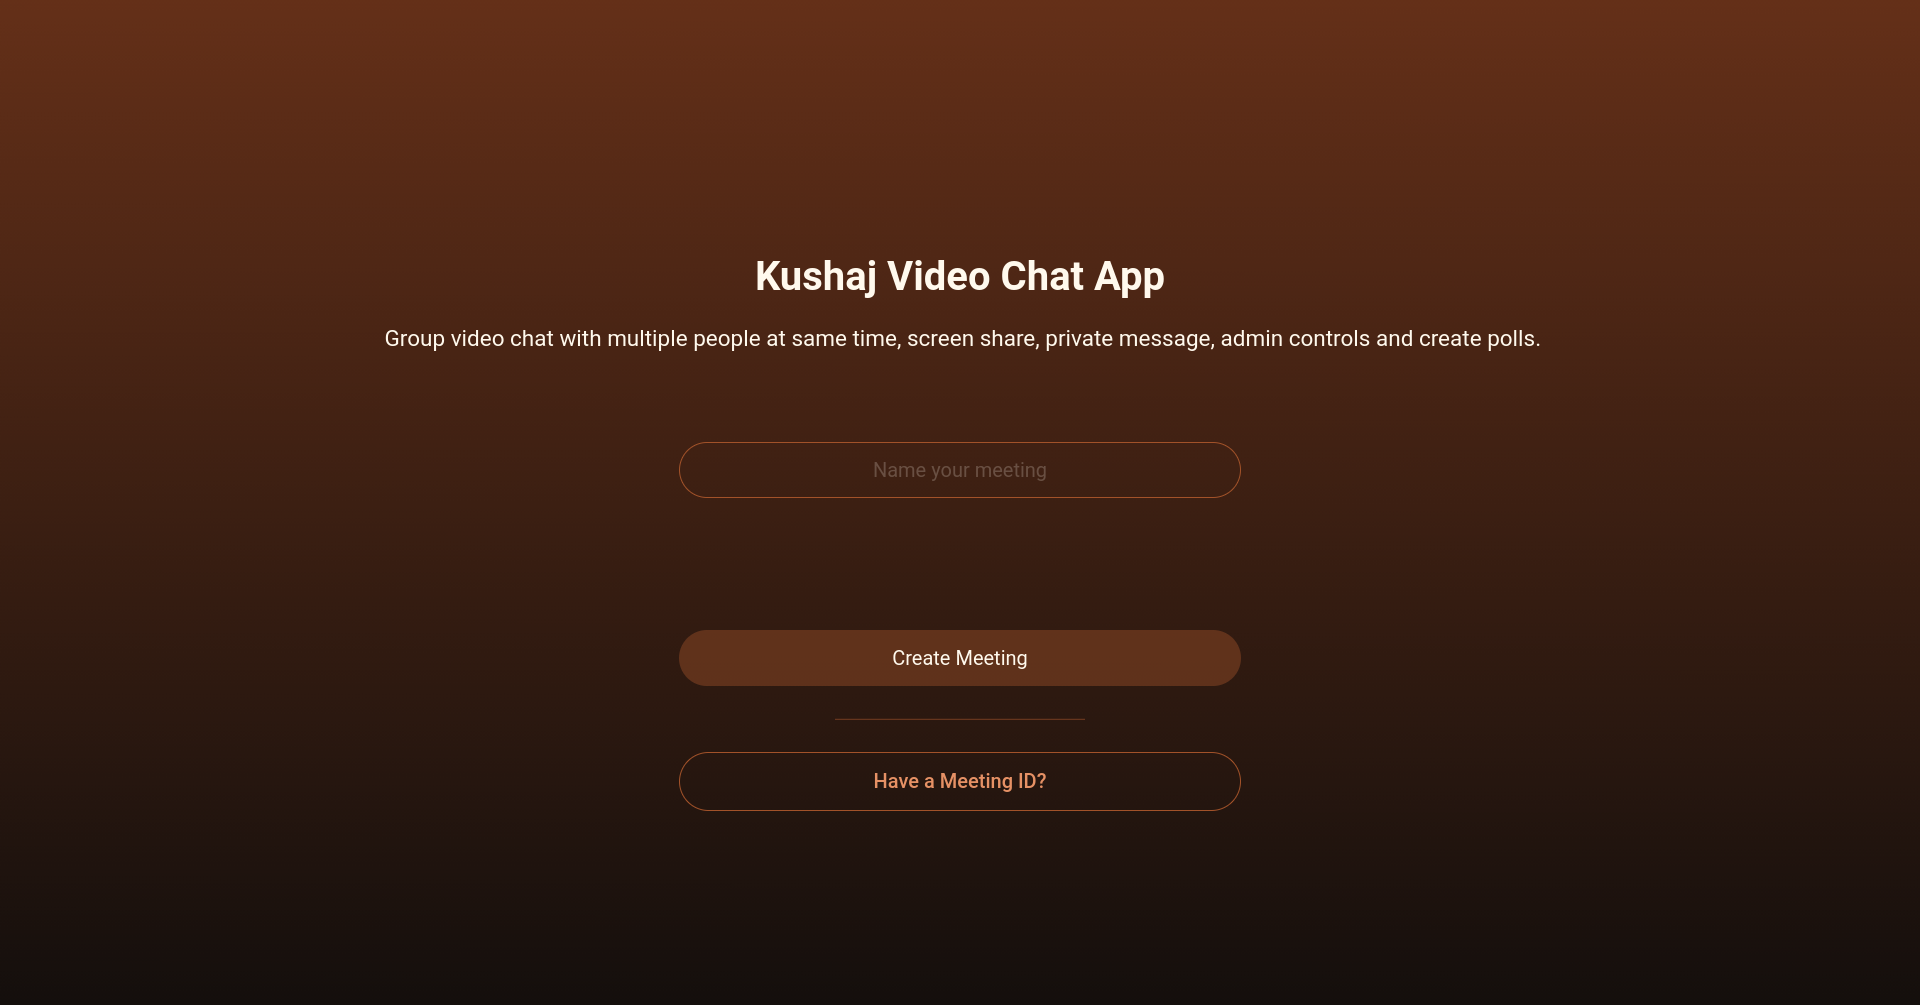 Kushaj Video Chat App
Group video chat with multiple people at same time, screen share, private message, admin controls and create polls.
Name your meeting
Create Meeting
Have a Meeting ID?